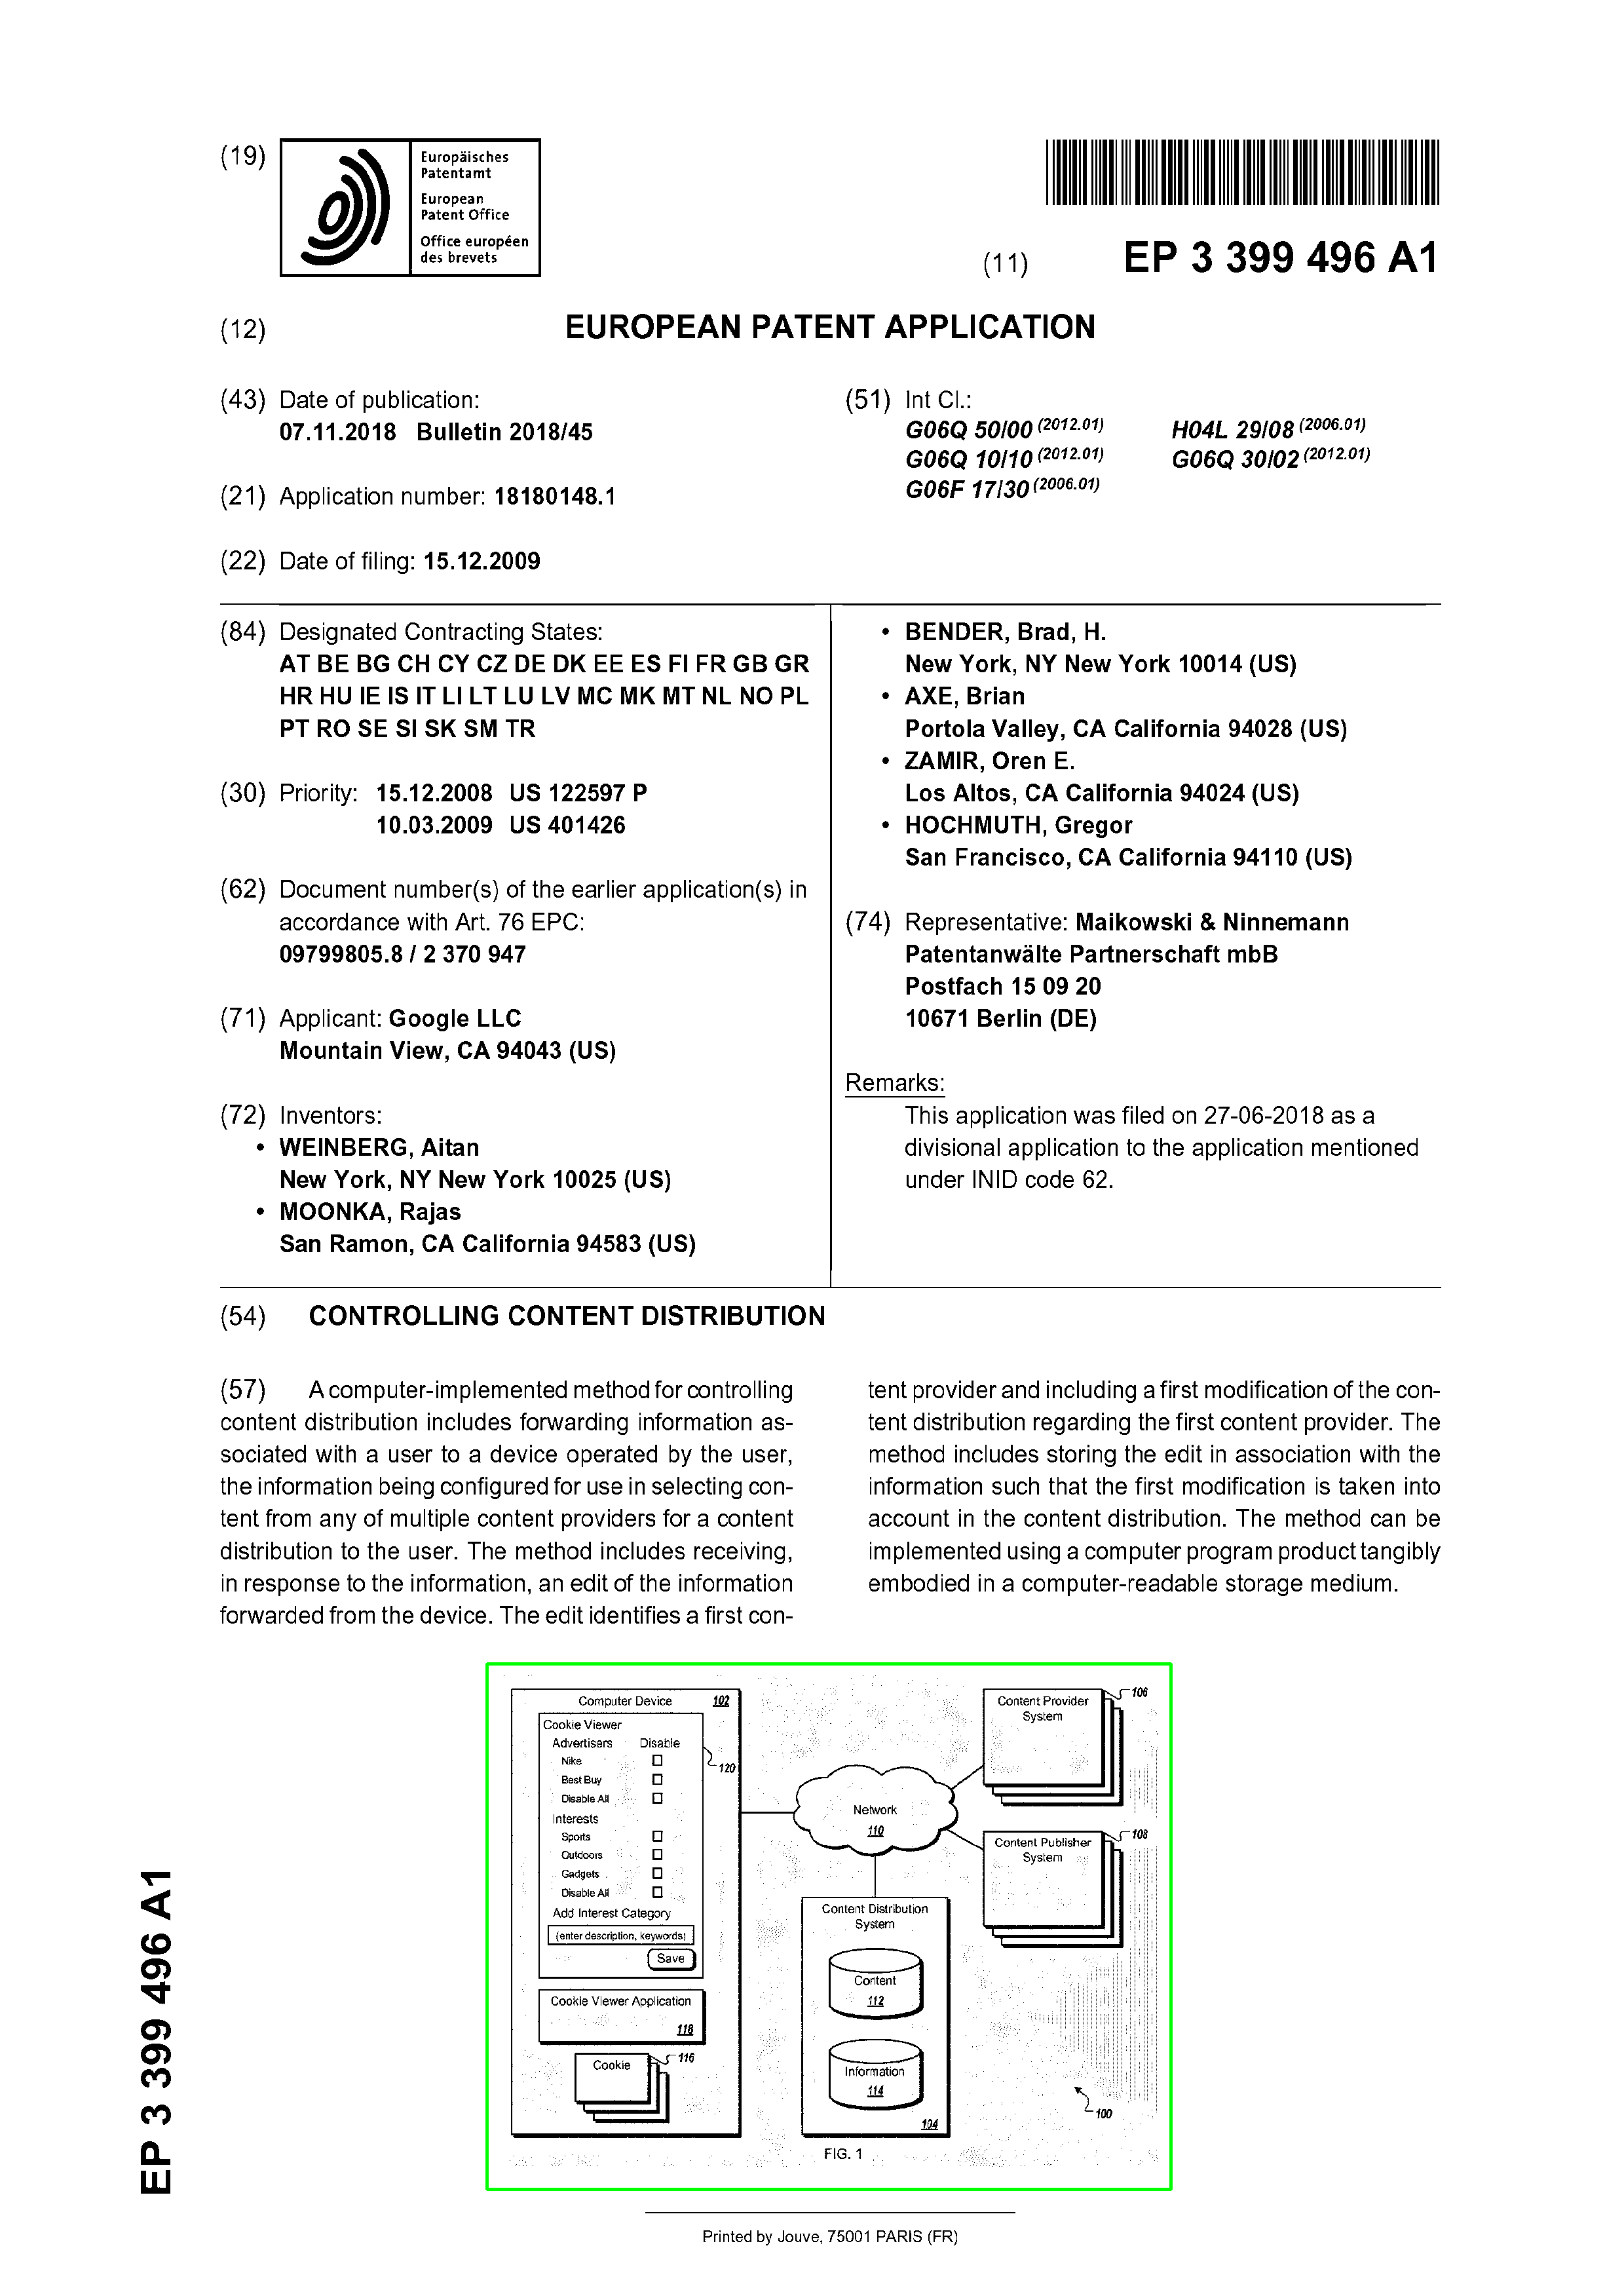 (19)
Europäisches
Patentamt
European
Patent Office
Office européen
des brevets
(11) EP 3 399 496 A1
(12) EUROPEAN PATENT APPLICATION
(43) Date of publication:
07.11.2018 Bulletin 2018/45
(21) Application number: 18180148.1
(22) Date of filing: 15.12.2009
(51) Int Cl.:
G06Q 50/00 (2012.01) H04L 29/08 (2006.01)
G06Q 10/10 (2012.01) G06Q 30/02 (2012.01)
G06F 17/30 (2006.01)
(84) Designated Contracting States:
AT BE BG CH CY CZ DE DK EE ES FI FR GB GR
HR HU IE IS IT LI LT LU LV MC MK MT NL NO PL
PT RO SE SI SK SM TR
(30) Priority: 15.12.2008 US 122597 P
10.03.2009 US 401426
(62) Document number(s) of the earlier application(s) in
accordance with Art. 76 EPC:
09799805.8 / 2 370 947
(71) Applicant: Google LLC
Mountain View, CA 94043 (US)
(72) Inventors:
• WEINBERG, Aitan
New York, NY New York 10025 (US)
• MOONKA, Rajas
San Ramon, CA California 94583 (US)
• BENDER, Brad, H.
New York, NY New York 10014 (US)
• AXE, Brian
Portola Valley, CA California 94028 (US)
• ZAMIR, Oren E.
Los Altos, CA California 94024 (US)
• HOCHMUTH, Gregor
San Francisco, CA California 94110 (US)
(74) Representative: Maikowski & Ninnemann
Patentanwälte Partnerschaft mbB
Postfach 15 09 20
10671 Berlin (DE)
Remarks:
This application was filed on 27-06-2018 as a
divisional application to the application mentioned
under INID code 62.
(54) CONTROLLING CONTENT DISTRIBUTION
(57) A computer-implemented method for controlling
content distribution includes forwarding information as-
sociated with a user to a device operated by the user,
the information being configured for use in selecting con-
tent from any of multiple content providers for a content
distribution to the user. The method includes receiving,
in response to the information, an edit of the information
forwarded from the device. The edit identifies a first con-
tent provider and including a first modification of the con-
tent distribution regarding the first content provider. The
method includes storing the edit in association with the
information such that the first modification is taken into
account in the content distribution. The method can be
implemented using a computer program product tangibly
embodied in a computer-readable storage medium.
Computer Device 102
Cookie Viewer
Advertisers Disable
Nike
Best Buy
Disable All
120
Interests
Sports
Outdoors
Gadgets
Disable All
Add Interest Category
(enter description, keywords)
Save
Cookie Viewer Application
118
Cookie
116
Network
110
Content Provider
System
106
Content Publisher
System
108
Content Distribution
System
Content
112
Information
114
104
100
FIG. 1
EP 3 399 496 A1
Printed by Jouve, 75001 PARIS (FR)